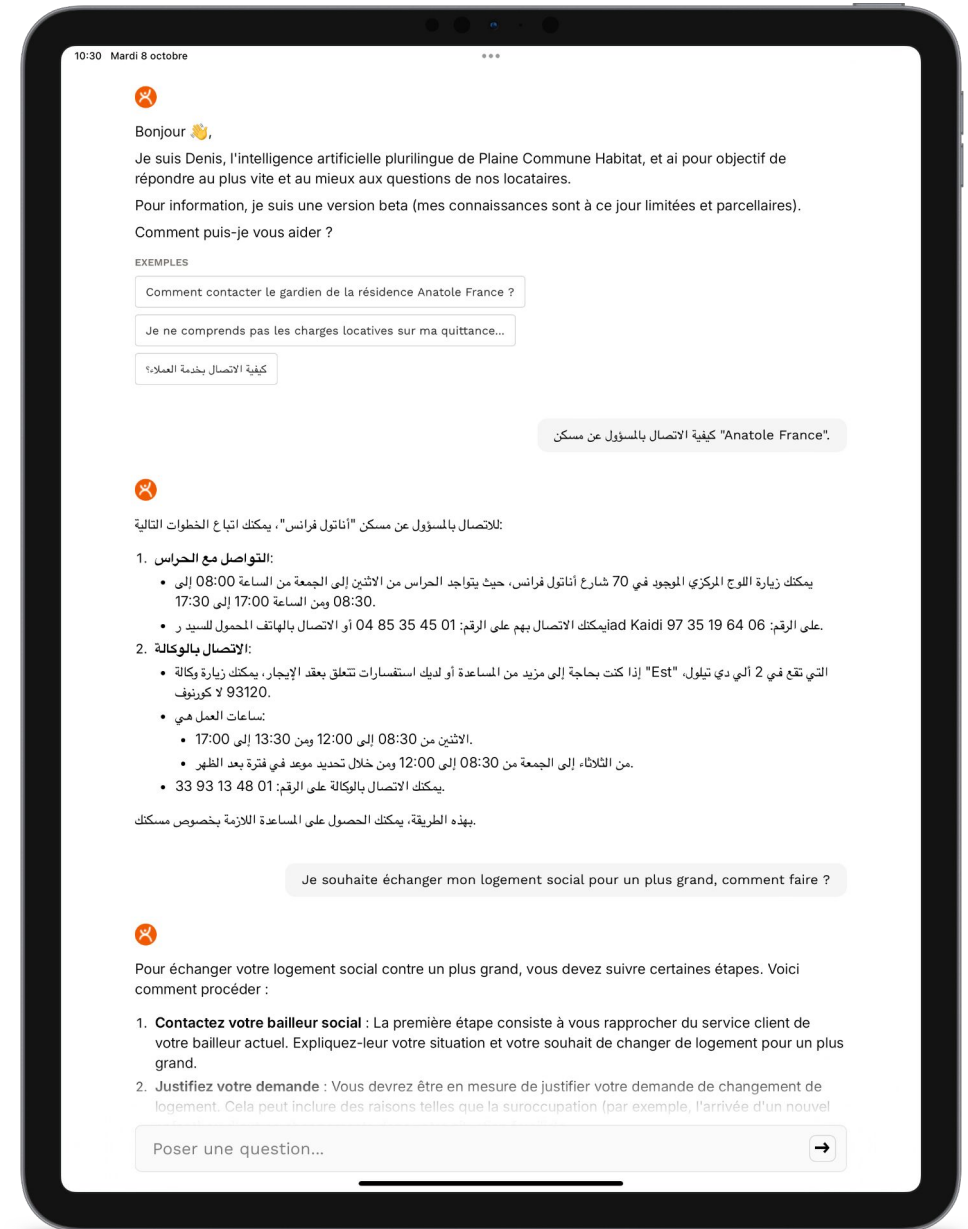 10:30 Mardi 8 octobre
Bonjour 👋,
Je suis Denis, l'intelligence artificielle plurilingue de Plaine Commune Habitat, et ai pour objectif de
répondre au plus vite et au mieux aux questions de nos locataires.
Pour information, je suis une version beta (mes connaissances sont à ce jour limitées et parcellaires).
Comment puis-je vous aider ?
EXEMPLES
Comment contacter le gardien de la résidence Anatole France ?
Je ne comprends pas les charges locatives sur ma quittance...
كيفية الاتصال بخدمة العملاء؟
كيفية الاتصال بالمسؤول عن مسكن "Anatole France".
للاتصال بالمسؤول عن مسكن "أناتول فرانس"، يمكنك اتباع الخطوات التالية:
1. التواصل مع الحراس:
• يمكنك زيارة اللوج المركزي الموجود في 70 شارع أناتول فرانس، حيث يتواجد الحراس من الاثنين إلى الجمعة من الساعة 08:00 إلى
08:30 ومن الساعة 17:00 إلى 17:30.
• يمكنك الاتصال بهم على الرقم: 01 45 35 85 04 أو الاتصال بالهاتف المحمول للسيد رiad Kaidi على الرقم: 06 64 19 35 97.
2. الاتصال بالوكالة:
• إذا كنت بحاجة إلى مزيد من المساعدة أو لديك استفسارات تتعلق بعقد الإيجار، يمكنك زيارة وكالة "Est" التي تقع في 2 ألي دي تيلول،
93120 لا كورنوف.
• ساعات العمل هي:
• الاثنين من 08:30 إلى 12:00 ومن 13:30 إلى 17:00.
• من الثلاثاء إلى الجمعة من 08:30 إلى 12:00 ومن خلال تحديد موعد في فترة بعد الظهر.
• يمكنك الاتصال بالوكالة على الرقم: 01 48 13 93 33.
بهذه الطريقة، يمكنك الحصول على المساعدة اللازمة بخصوص مسكنك.
Je souhaite échanger mon logement social pour un plus grand, comment faire ?
Pour échanger votre logement social contre un plus grand, vous devez suivre certaines étapes. Voici
comment procéder :
1. Contactez votre bailleur social : La première étape consiste à vous rapprocher du service client de
votre bailleur actuel. Expliquez-leur votre situation et votre souhait de changer de logement pour un plus
grand.
2. Justifiez votre demande : Vous devrez être en mesure de justifier votre demande de changement de
logement. Cela peut inclure des raisons telles que la suroccupation (par exemple, l'arrivée d'un nouvel
Poser une question...